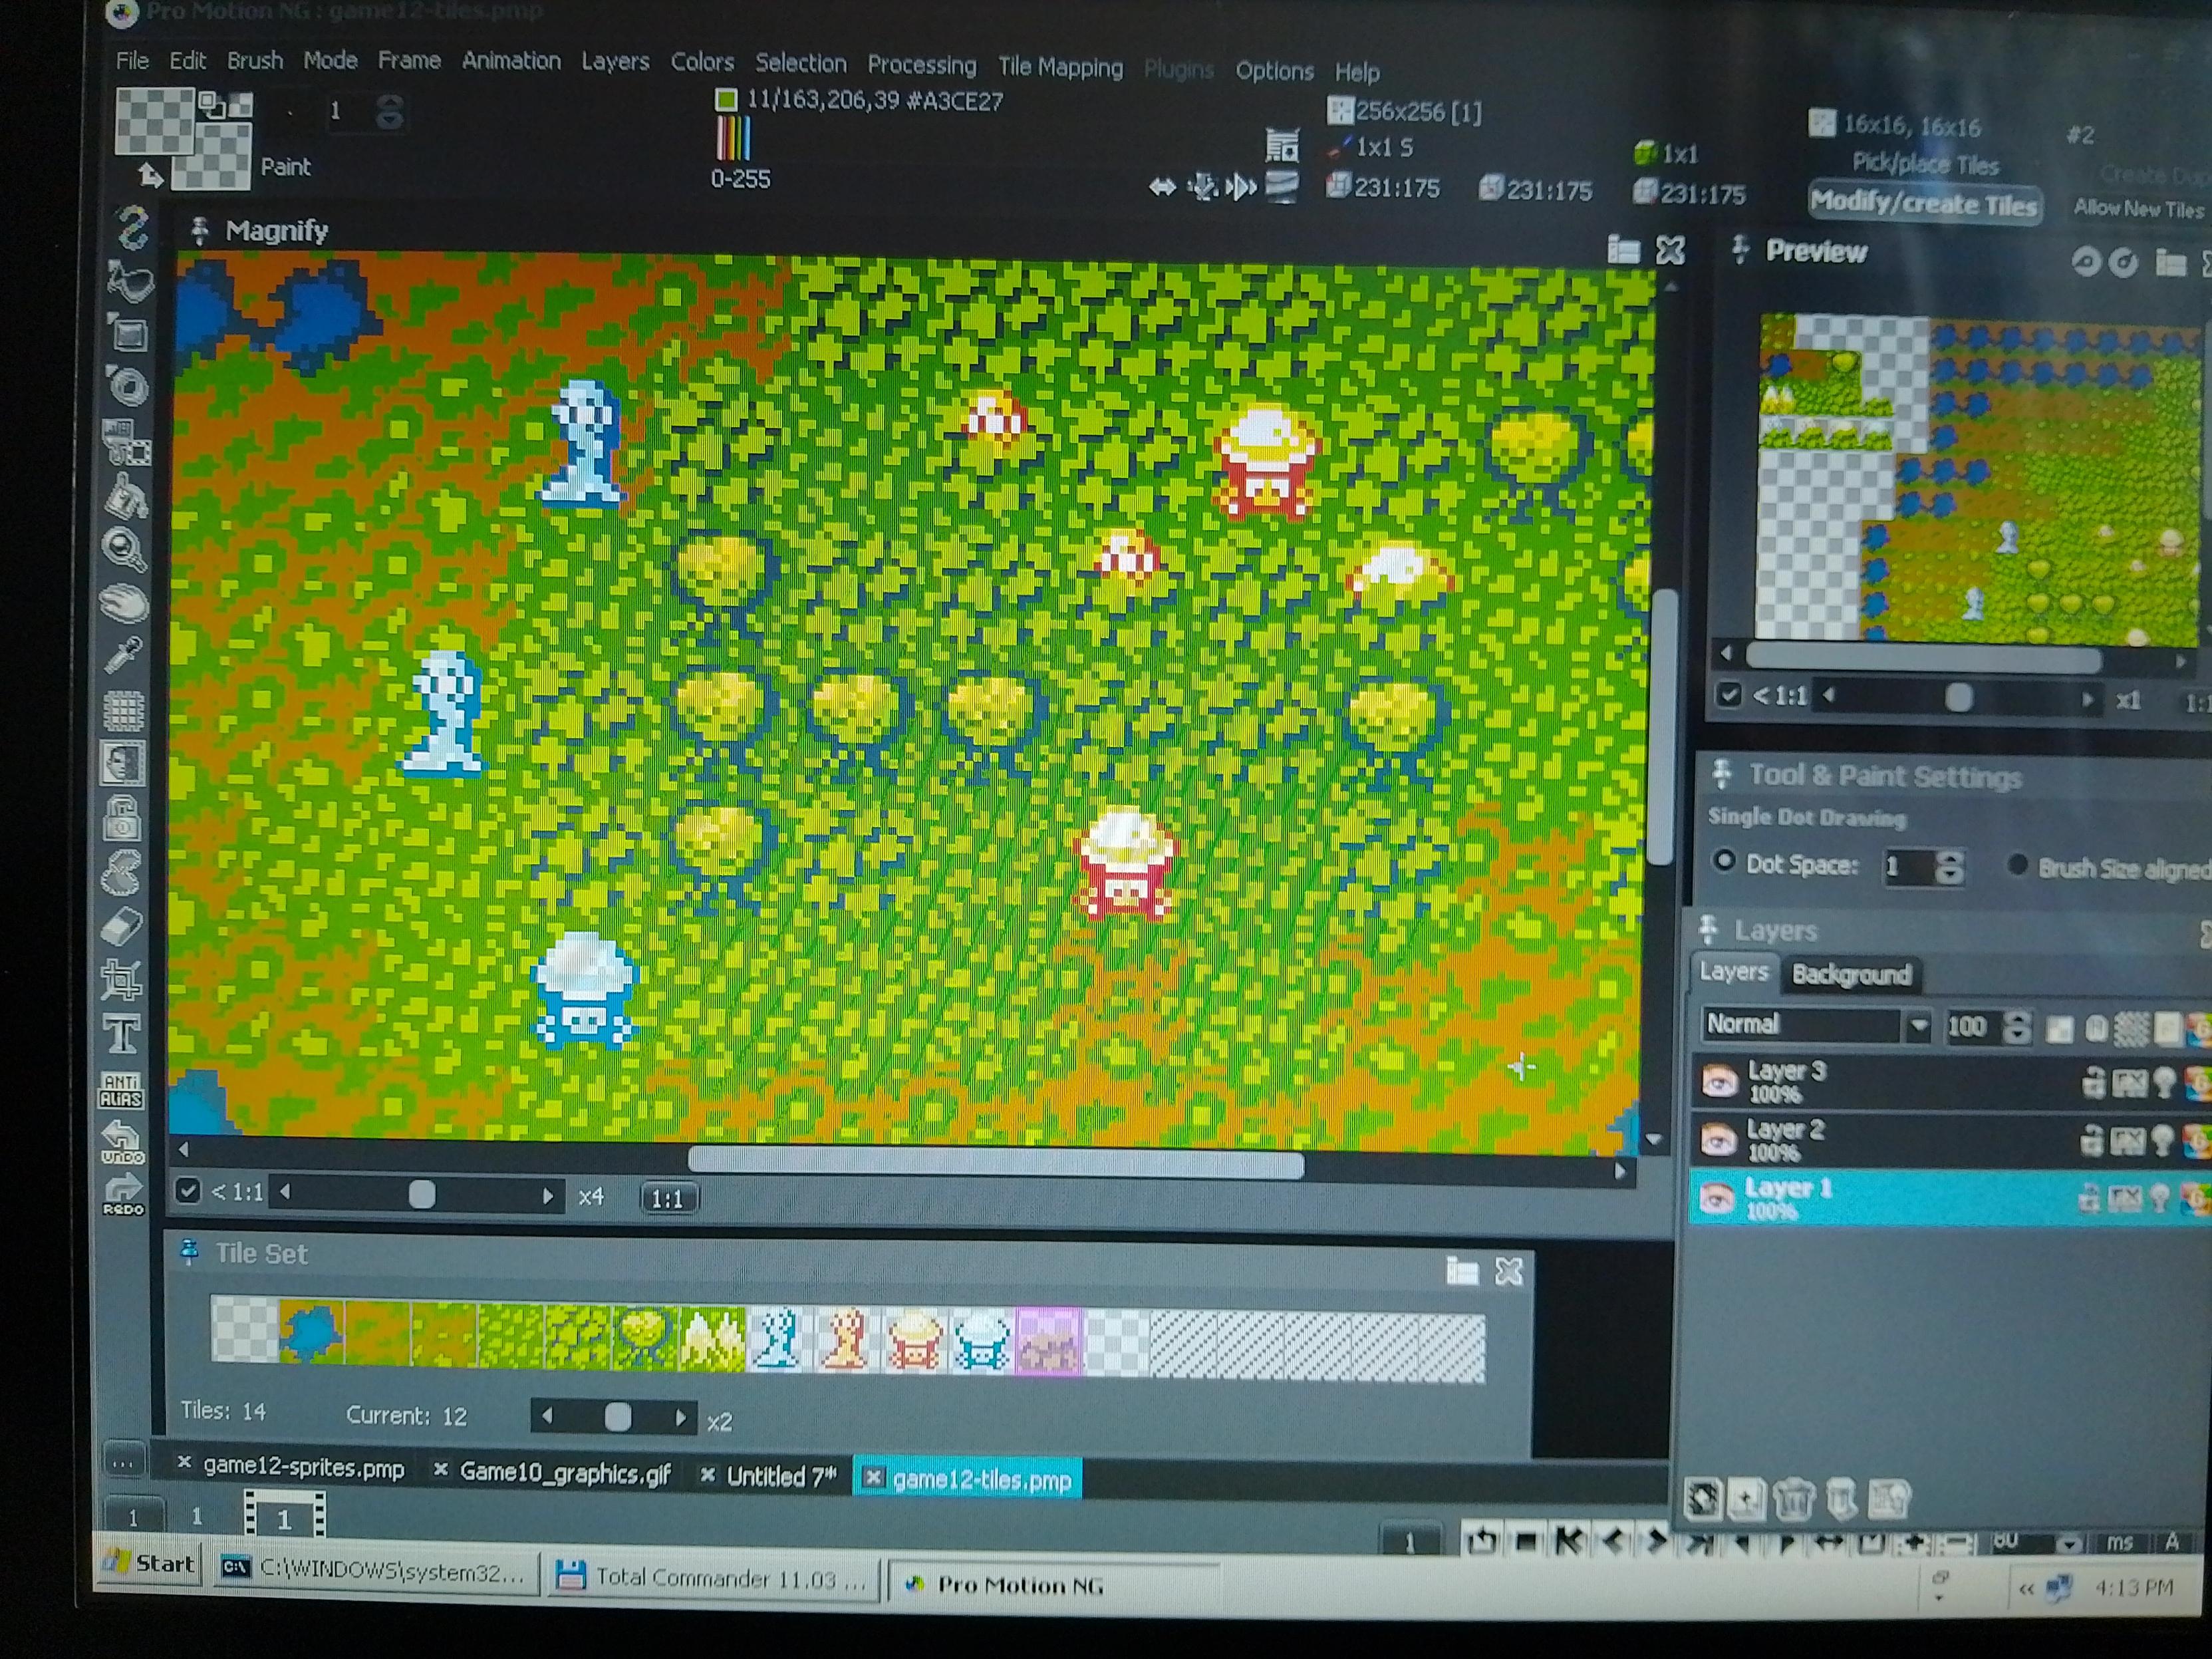 Pro Motion NG : game12-tiles.pmp
File Edit Brush Mode Frame Animation Layers Colors Selection Processing Tile Mapping Plugins Options Help
1
11/163,206,39 #A3CE27
256x256 [1]
16x16, 16x16
#2
Paint
0-255
1x1 S
1x1
Pick/place Tiles
231:175 231:175 231:175
Modify/create Tiles
Allow New Tiles
Magnify
Preview
< 1:1 x1
Tool & Paint Settings
Single Dot Drawing
Dot Space: 1 Brush Size aligned
Layers
Layers Background
Normal 100
Layer 3
100%
Layer 2
100%
Layer 1
100%
ANTI
ALIAS
UNDO
REDO
< 1:1 x4 1:1
Tile Set
Tiles: 14 Current: 12 x2
... game12-sprites.pmp Game10_graphics.gif Untitled 7* game12-tiles.pmp
1 1 1 1 80 ms A
Start C:\WINDOWS\system32... Total Commander 11.03 ... Pro Motion NG 4:13 PM